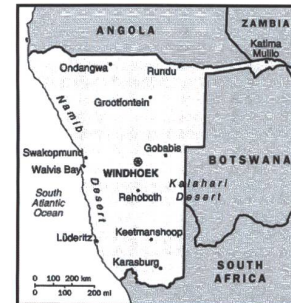 ANGOLA
ZAMBIA
Katima
Mulilo
Ondangwa
Rundu
Grootfontein
Namib
Desert
Gobabis
Swakopmund
Walvis Bay
WINDHOEK
BOTSWANA
South
Atlantic
Ocean
Rehoboth
Kalahari
Desert
Keetmanshoop
Lüderitz
Karasburg
SOUTH
AFRICA
0 100 200 km
0 100 200 mi